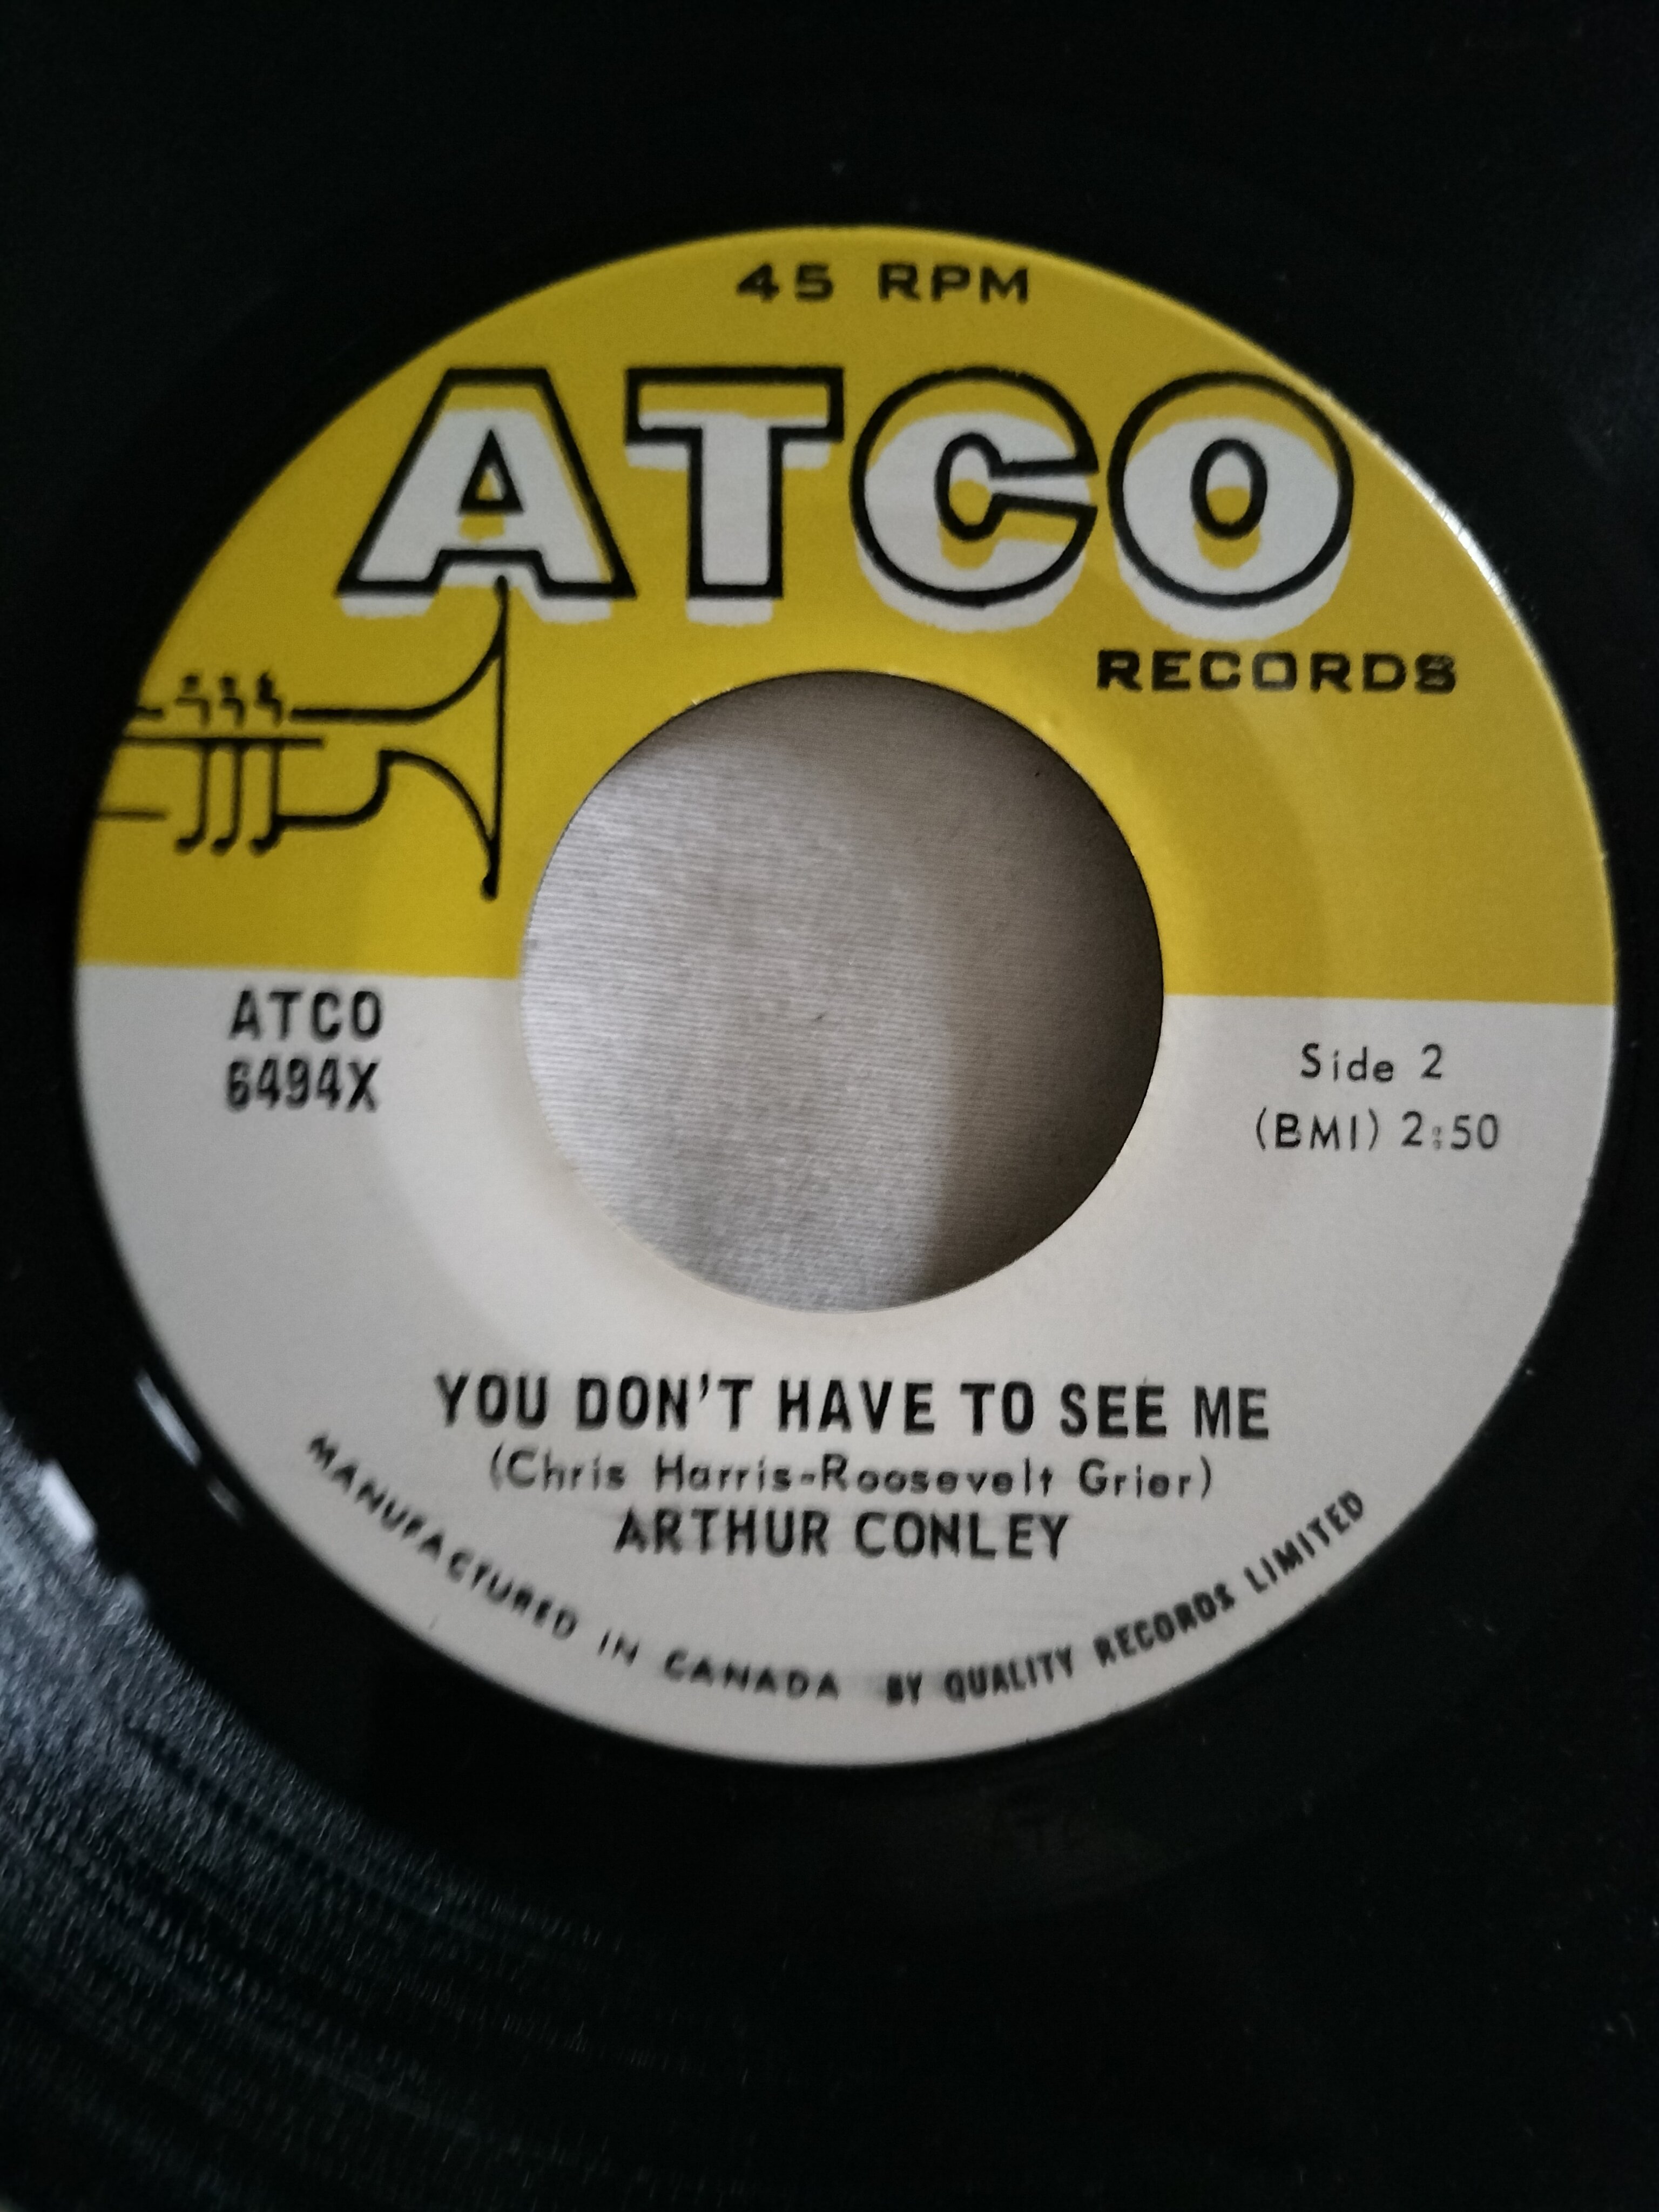 45 RPM
ATCO
RECORDS
ATCO
6494X
Side 2
(BMI) 2:50
YOU DON'T HAVE TO SEE ME
(Chris Harris-Roosevelt Grier)
ARTHUR CONLEY
MANUFACTURED IN CANADA BY QUALITY RECORDS LIMITED